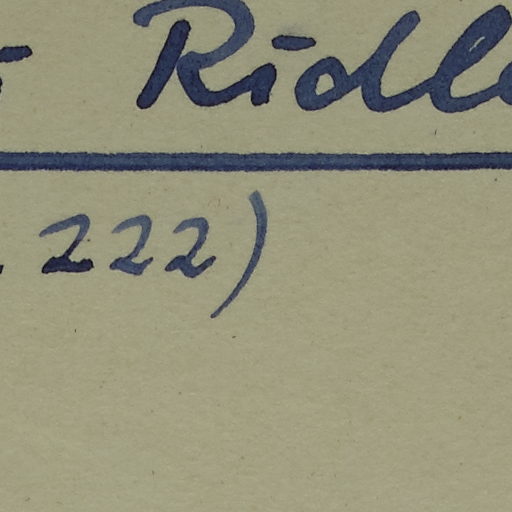 Ridl
. 222)